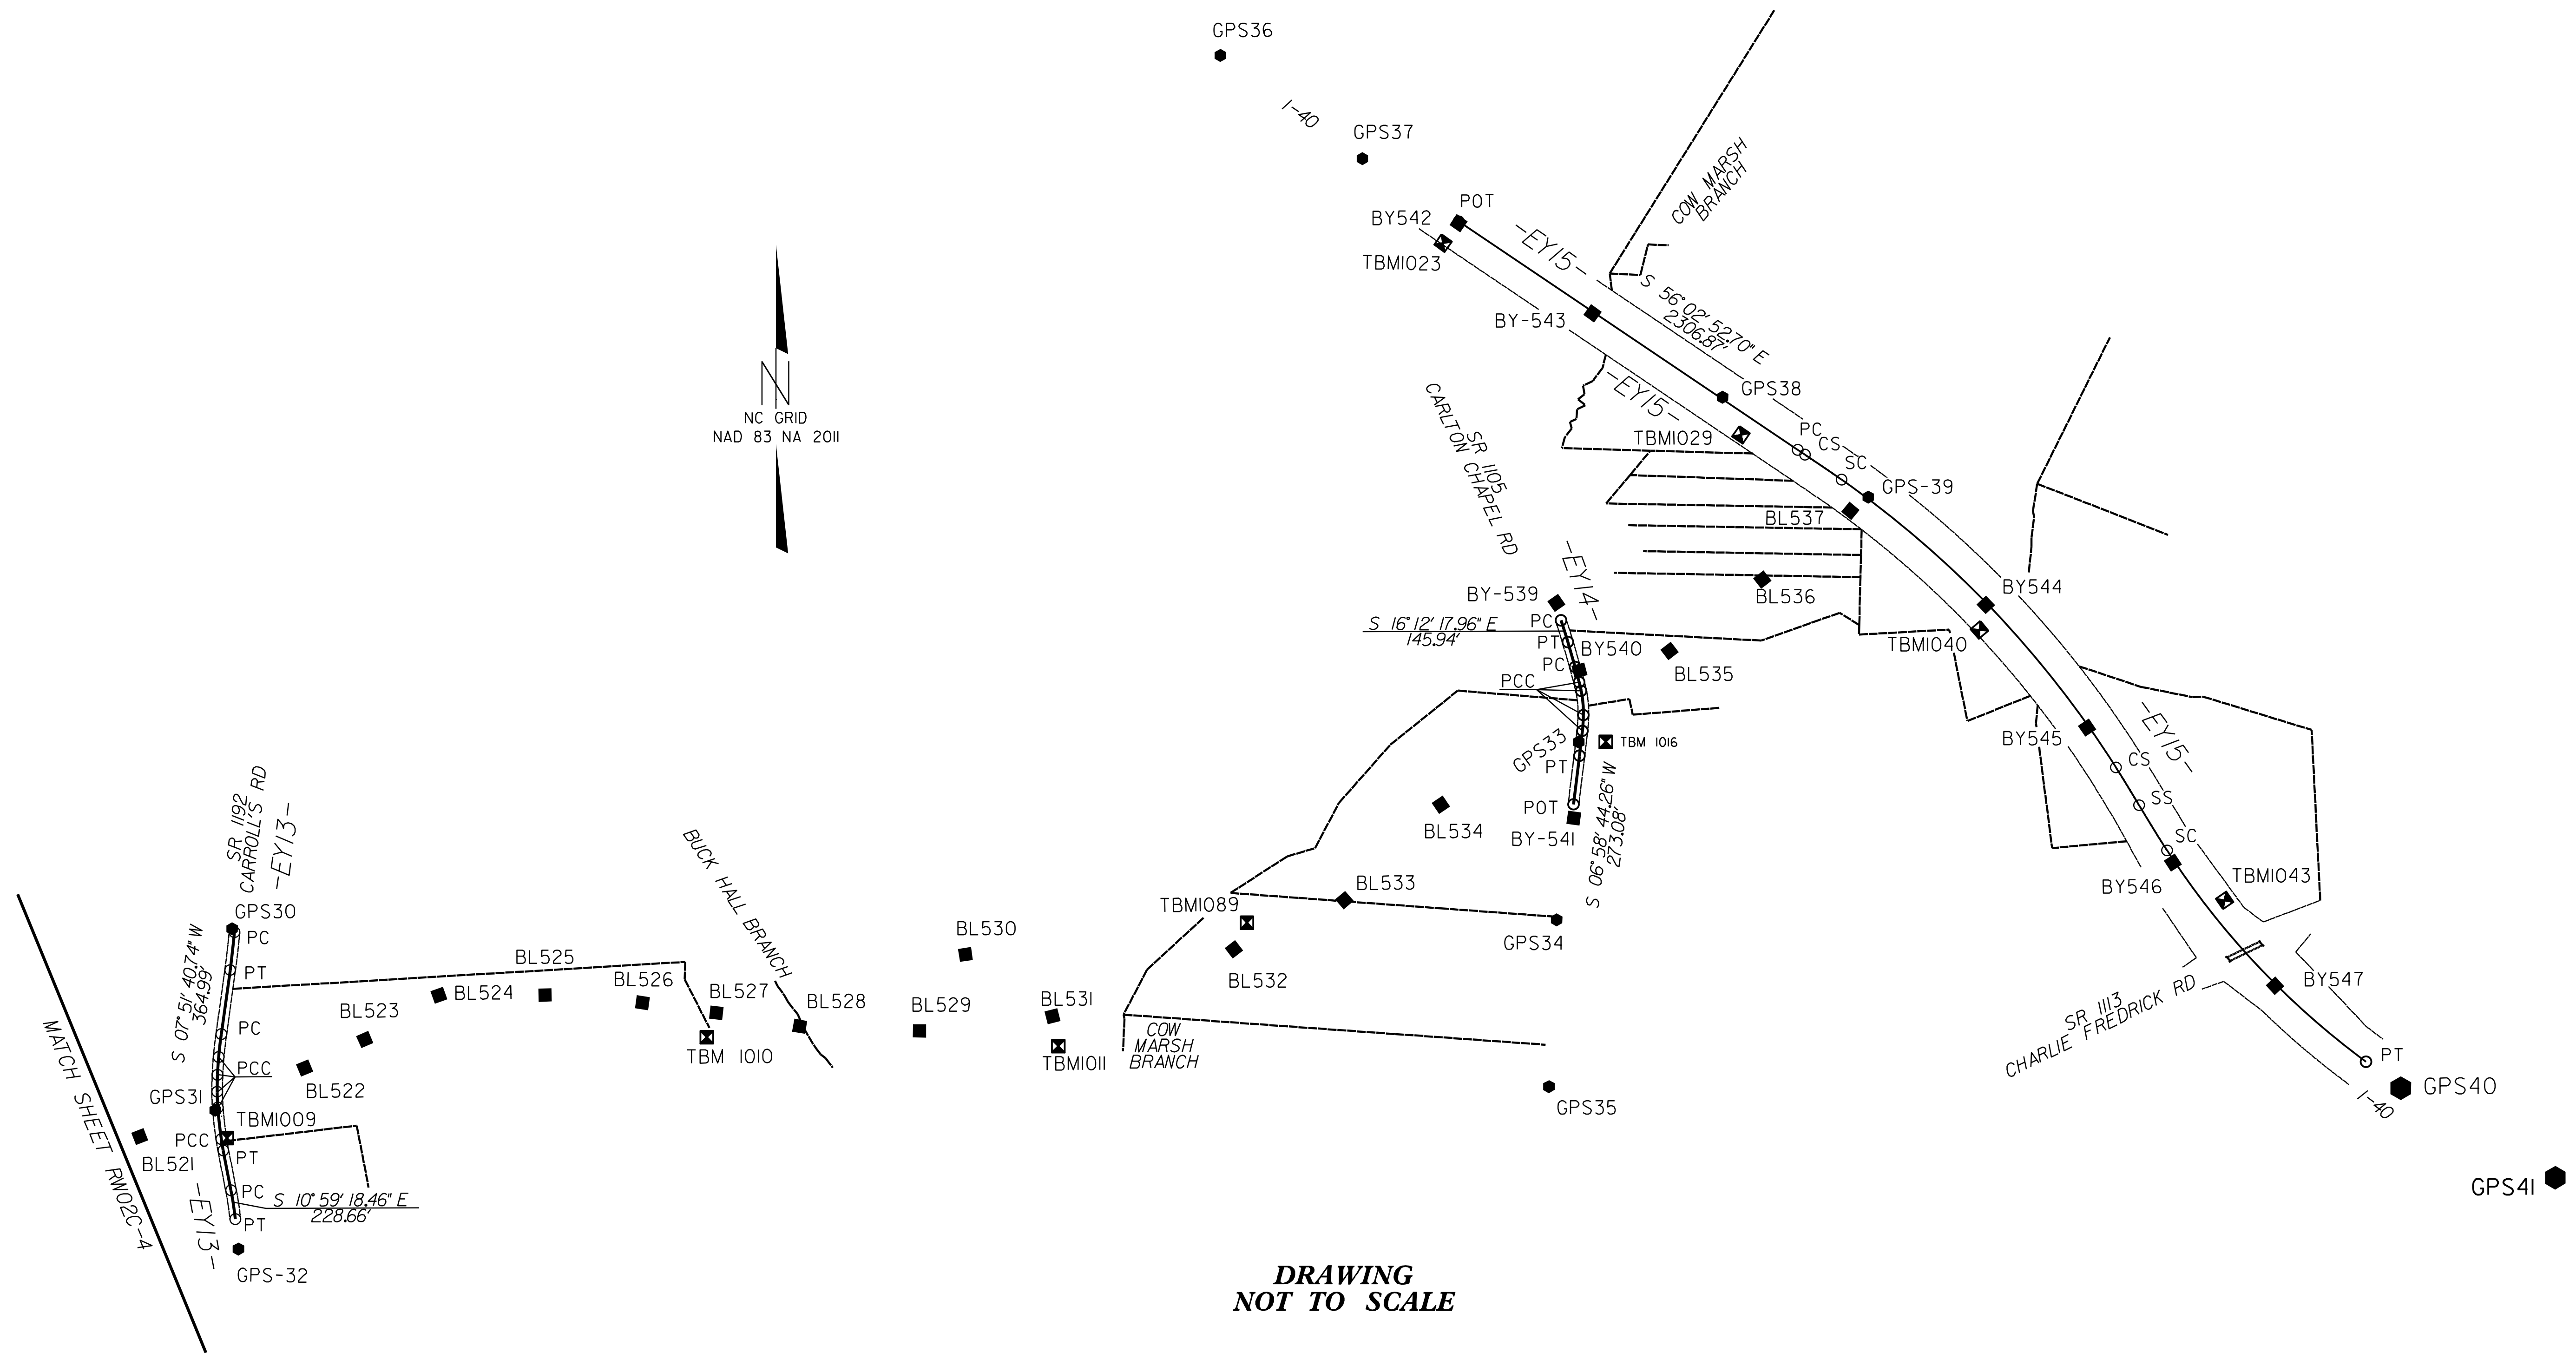 GPS36
I-40
GPS37
POT
BY542
TBM1023
-EY15-
COW MARSH
BRANCH
BY-543
S 56° 02' 52.70" E
2306.87'
-EY15-
GPS38
TBM1029
PC
CS
SC
GPS-39
BL537
NC GRID
NAD 83 NA 2011
SR 1105
CARLTON CHAPEL RD
-EY14-
BY-539
BL536
BY544
TBM1040
S 16° 12' 17.96" E
145.94'
PC
PT
BY540
PC
PCC
BL535
GPS33
TBM 1016
PT
POT
BY-541
S 06° 58' 44.26" W
273.08'
BY545
-EY15-
CS
SS
SC
BY546
TBM1043
BY547
SR 1113
CHARLIE FREDRICK RD
PT
I-40
GPS40
GPS41
BL534
BL533
TBM1089
BL532
GPS34
GPS35
SR 1192
CARROLL'S RD
-EY13-
GPS30
PC
PT
S 07° 51' 40.74" W
364.99'
PC
PCC
GPS31
TBM1009
PCC
PT
BL521
PC
S 10° 59' 18.46" E
228.66'
PT
-EY13-
GPS-32
MATCH SHEET RW02C-4
BL522
BL523
BL524
BL525
BL526
BL527
TBM 1010
BUCK HALL BRANCH
BL528
BL529
BL530
BL531
TBM1011
COW
MARSH
BRANCH
DRAWING
NOT TO SCALE